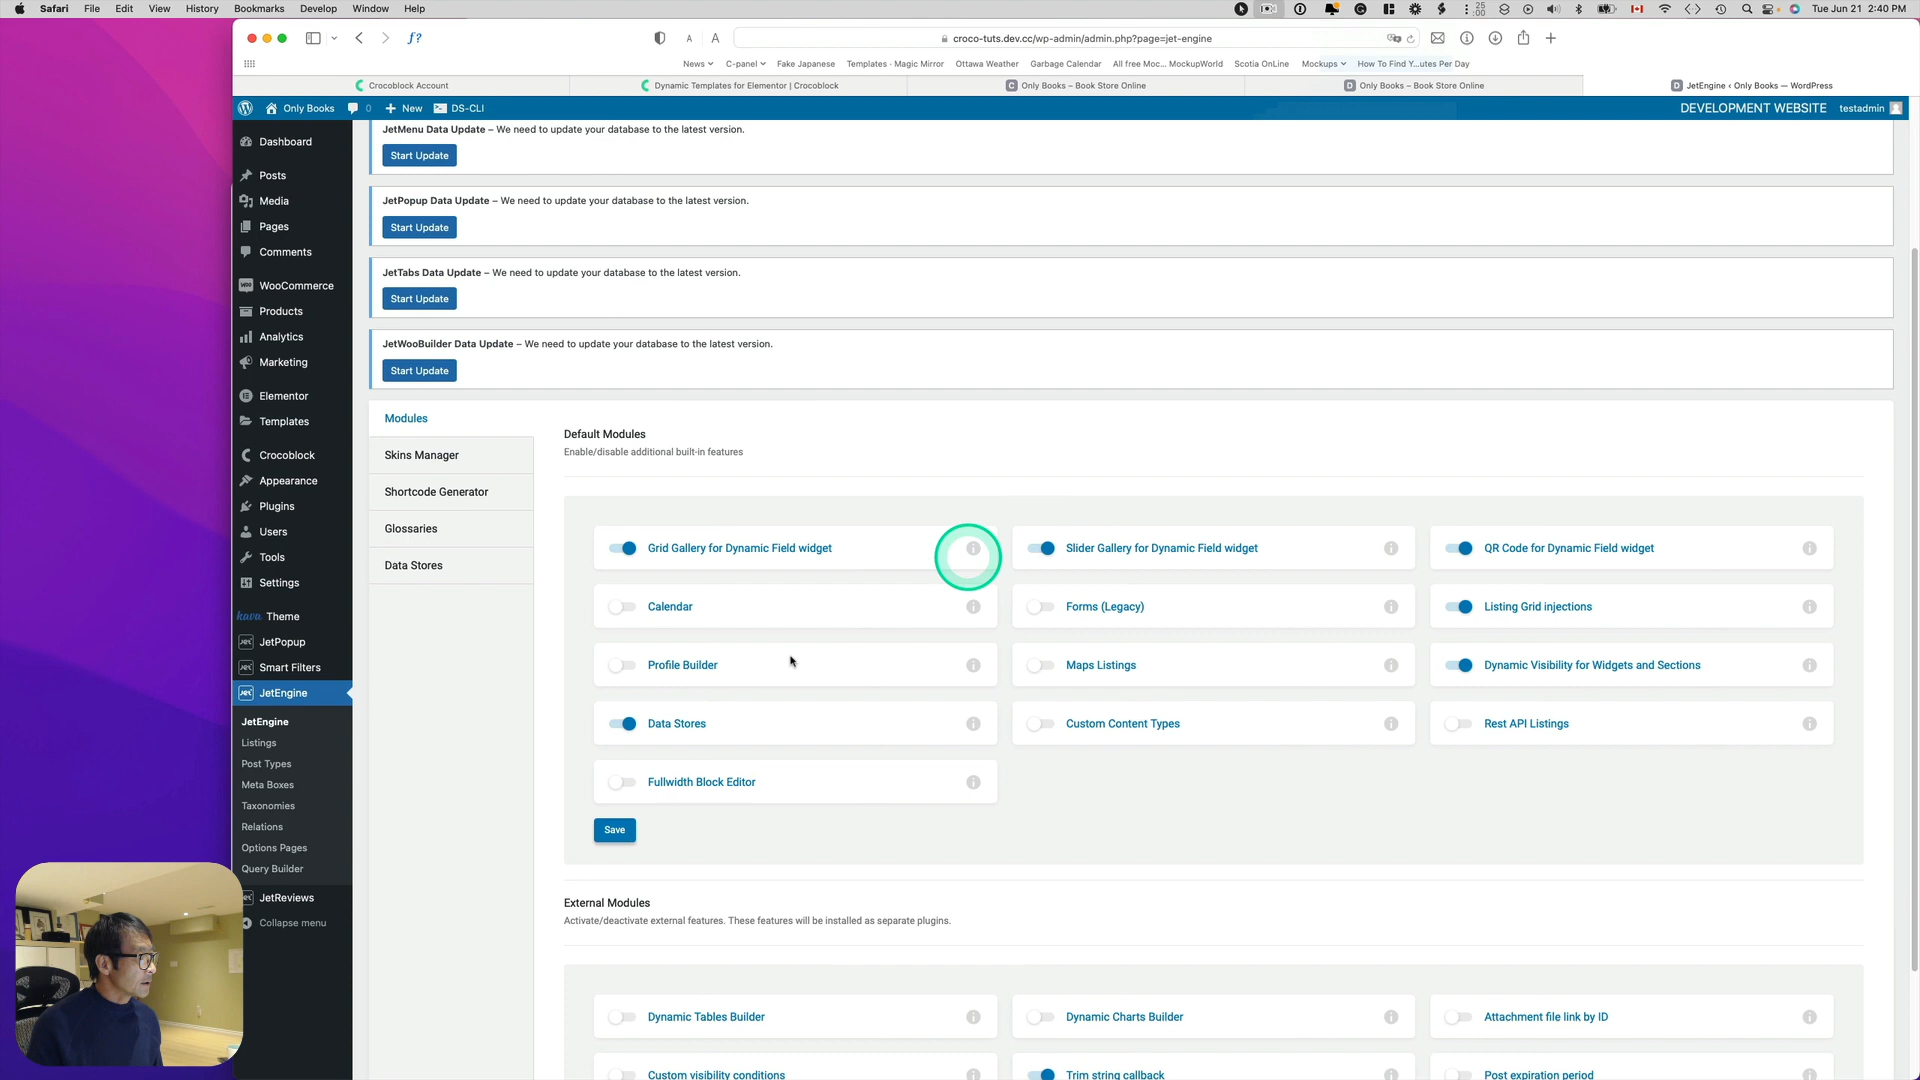 Safari File Edit View History Bookmarks Develop Window Help
25
:00
Tue Jun 21 2:40 PM
f?
A A
croco-tuts.dev.cc/wp-admin/admin.php?page=jet-engine
News C-panel Fake Japanese Templates - Magic Mirror Ottawa Weather Garbage Calendar All free Moc... MockupWorld Scotia OnLine Mockups How To Find Y...utes Per Day
Crocoblock Account
Dynamic Templates for Elementor | Crocoblock
Only Books – Book Store Online
Only Books – Book Store Online
JetEngine ‹ Only Books — WordPress
Only Books 0 New DS-CLI
DEVELOPMENT WEBSITE testadmin
Dashboard
Posts
Media
Pages
Comments
WooCommerce
Products
Analytics
Marketing
Elementor
Templates
Crocoblock
Appearance
Plugins
Users
Tools
Settings
kava Theme
JetPopup
Smart Filters
JetEngine
JetEngine
Listings
Post Types
Meta Boxes
Taxonomies
Relations
Options Pages
Query Builder
JetReviews
Collapse menu
JetMenu Data Update – We need to update your database to the latest version.
Start Update
JetPopup Data Update – We need to update your database to the latest version.
Start Update
JetTabs Data Update – We need to update your database to the latest version.
Start Update
JetWooBuilder Data Update – We need to update your database to the latest version.
Start Update
Modules
Skins Manager
Shortcode Generator
Glossaries
Data Stores
Default Modules
Enable/disable additional built-in features
Grid Gallery for Dynamic Field widget
Slider Gallery for Dynamic Field widget
QR Code for Dynamic Field widget
Calendar
Forms (Legacy)
Listing Grid injections
Profile Builder
Maps Listings
Dynamic Visibility for Widgets and Sections
Data Stores
Custom Content Types
Rest API Listings
Fullwidth Block Editor
Save
External Modules
Activate/deactivate external features. These features will be installed as separate plugins.
Dynamic Tables Builder
Dynamic Charts Builder
Attachment file link by ID
Custom visibility conditions
Trim string callback
Post expiration period